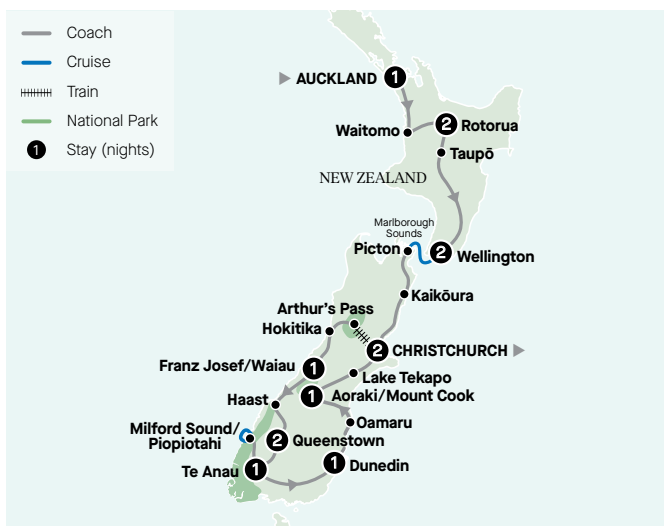 Coach
Cruise
Train
National Park
1 Stay (nights)
AUCKLAND 1
Waitomo
2 Rotorua
Taupō
NEW ZEALAND
Marlborough
Sounds
Picton
2 Wellington
Kaikōura
Arthur's Pass
Hokitika
2 CHRISTCHURCH
Franz Josef/Waiau 1
Lake Tekapo
1 Aoraki/Mount Cook
Haast
Oamaru
Milford Sound/
Piopiotahi
2 Queenstown
Te Anau 1
1 Dunedin